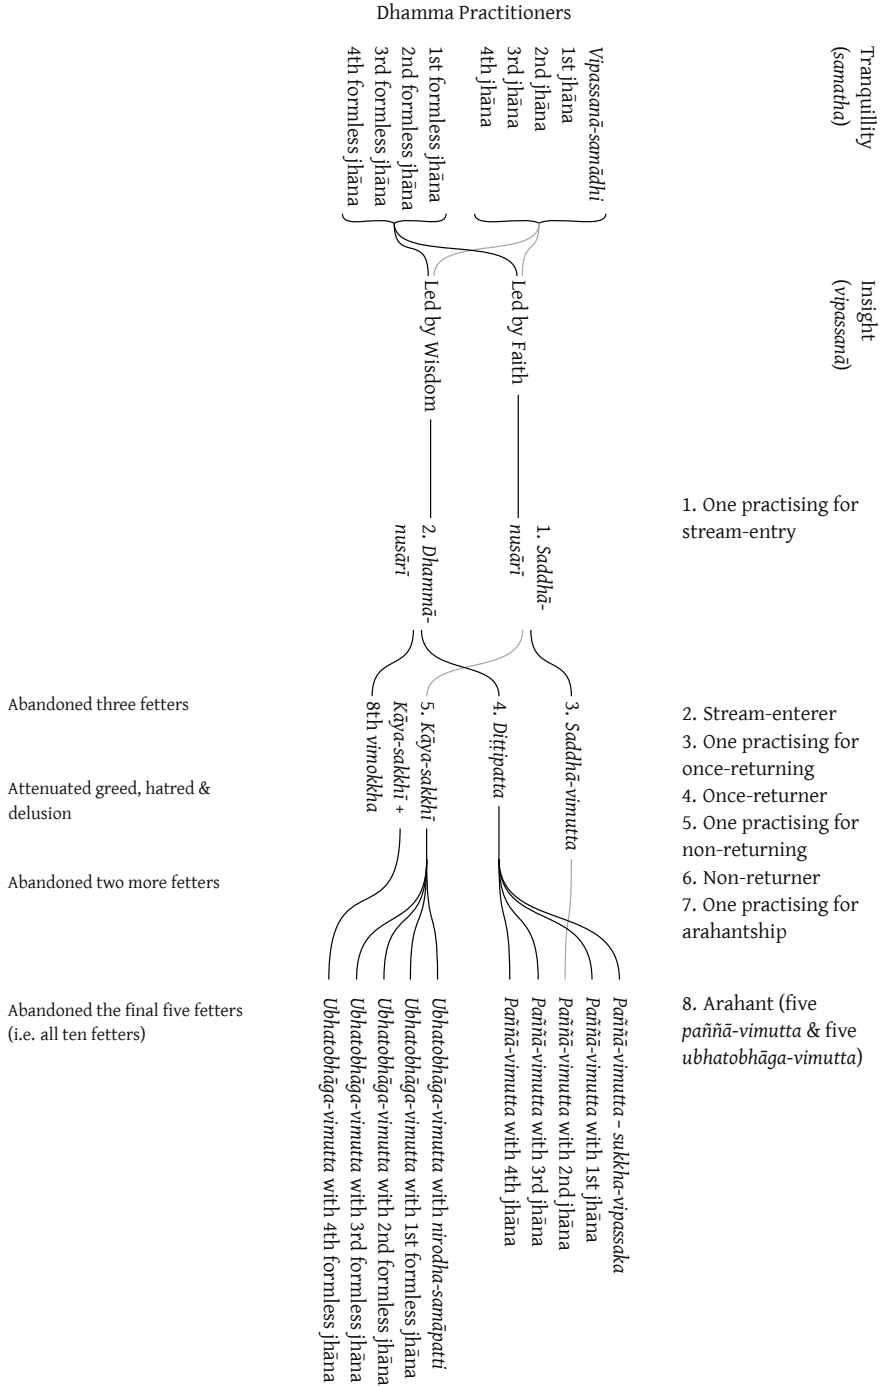 Dhamma Practitioners
Tranquillity
(samatha)
Vipassanā-samādhi
1st jhāna
2nd jhāna
3rd jhāna
4th jhāna
1st formless jhāna
2nd formless jhāna
3rd formless jhāna
4th formless jhāna
Insight
(vipassanā)
Led by Faith
Led by Wisdom
1. One practising for
stream-entry
1. Saddhā-
nusārī
2. Dhammā-
nusārī
Abandoned three fetters
Attenuated greed, hatred &
delusion
Abandoned two more fetters
3. Saddhā-vimutta
4. Diṭṭipatta
5. Kāya-sakkhī
Kāya-sakkhī +
8th vimokkha
2. Stream-enterer
3. One practising for
once-returning
4. Once-returner
5. One practising for
non-returning
6. Non-returner
7. One practising for
arahantship
Abandoned the final five fetters
(i.e. all ten fetters)
Paññā-vimutta – sukkha-vipassaka
Paññā-vimutta with 1st jhāna
Paññā-vimutta with 2nd jhāna
Paññā-vimutta with 3rd jhāna
Paññā-vimutta with 4th jhāna
Ubhatobhāga-vimutta with nirodha-samāpatti
Ubhatobhāga-vimutta with 1st formless jhāna
Ubhatobhāga-vimutta with 2nd formless jhāna
Ubhatobhāga-vimutta with 3rd formless jhāna
Ubhatobhāga-vimutta with 4th formless jhāna
8. Arahant (five
paññā-vimutta & five
ubhatobhāga-vimutta)